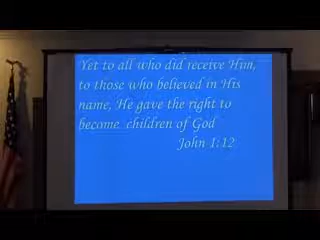 Yet to all who did receive Him,
to those who believed in His
name, He gave the right to
become children of God
John 1:12